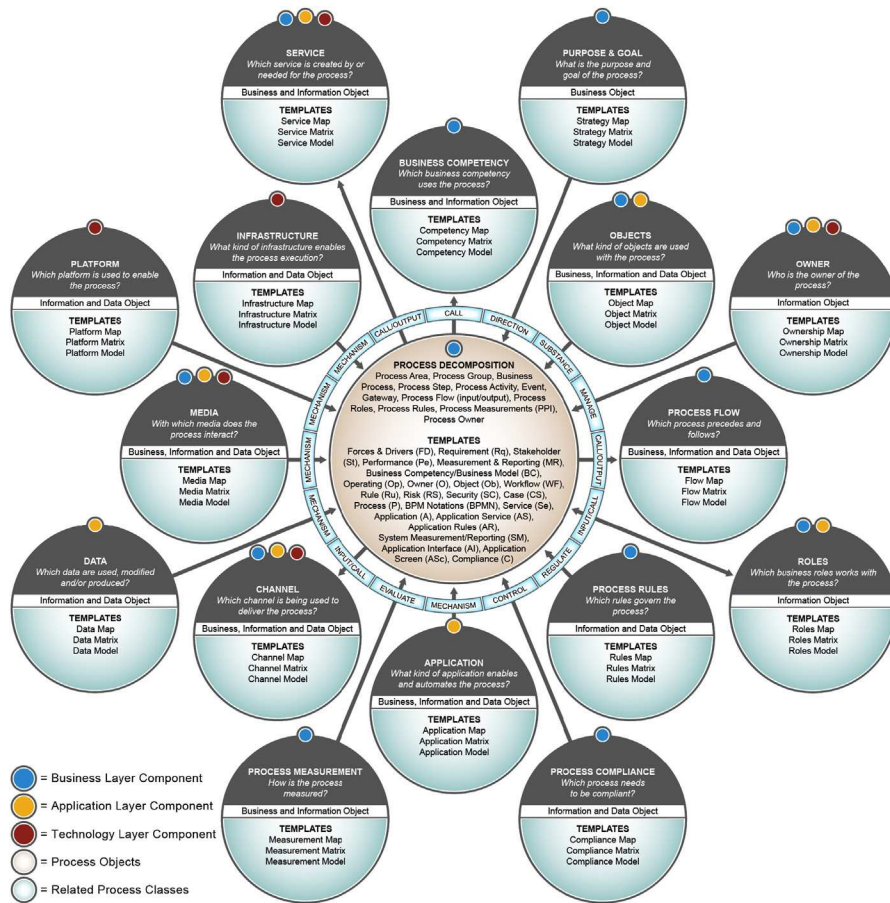 SERVICE
Which service is created by or
needed for the process?
Business and Information Object
TEMPLATES
Service Map
Service Matrix
Service Model
PURPOSE & GOAL
What is the purpose and
goal of the process?
Business Object
TEMPLATES
Strategy Map
Strategy Matrix
Strategy Model
BUSINESS COMPETENCY
Which business competency
uses the process?
Business and Information Object
TEMPLATES
Competency Map
Competency Matrix
Competency Model
INFRASTRUCTURE
What kind of infrastructure enables
the process execution?
Information and Data Object
TEMPLATES
Infrastructure Map
Infrastructure Matrix
Infrastructure Model
OBJECTS
What kind of objects are used
with the process?
Business, Information and Data Object
TEMPLATES
Object Map
Object Matrix
Object Model
PLATFORM
Which platform is used to enable
the process?
Information and Data Object
TEMPLATES
Platform Map
Platform Matrix
Platform Model
OWNER
Who is the owner of the
process?
Information Object
TEMPLATES
Ownership Map
Ownership Matrix
Ownership Model
MEDIA
With which media does the
process interact?
Business, Information and Data Object
TEMPLATES
Media Map
Media Matrix
Media Model
CALL
DIRECTION
SUBSTANCE
MANAGE
CALL/OUTPUT
INPUT/CALL
REGULATE
CONTROL
MECHANISM
EVALUATE
INPUT/CALL
MECHANISM
MECHANISM
MECHANISM
MECHANISM
CALL/OUTPUT
PROCESS DECOMPOSITION
Process Area, Process Group, Business
Process, Process Step, Process Activity, Event,
Gateway, Process Flow (input/output), Process
Roles, Process Rules, Process Measurements (PPI),
Process Owner
TEMPLATES
Forces & Drivers (FD), Requirement (Rq), Stakeholder
(St), Performance (Pe), Measurement & Reporting (MR),
Business Competency/Business Model (BC),
Operating (Op), Owner (O), Object (Ob), Workflow (WF),
Rule (Ru), Risk (RS), Security (SC), Case (CS),
Process (P), BPM Notations (BPMN), Service (Se),
Application (A), Application Service (AS),
Application Rules (AR),
System Measurement/Reporting (SM),
Application Interface (AI), Application
Screen (ASc), Compliance (C)
PROCESS FLOW
Which process precedes and
follows?
Business, Information and Data Object
TEMPLATES
Flow Map
Flow Matrix
Flow Model
DATA
Which data are used, modified
and/or produced?
Information and Data Object
TEMPLATES
Data Map
Data Matrix
Data Model
CHANNEL
Which channel is being used to
deliver the process?
Business, Information and Data Object
TEMPLATES
Channel Map
Channel Matrix
Channel Model
PROCESS RULES
Which rules govern the
process?
Information and Data Object
TEMPLATES
Rules Map
Rules Matrix
Rules Model
ROLES
Which business roles works with
the process?
Information and Data Object
TEMPLATES
Roles Map
Roles Matrix
Roles Model
APPLICATION
What kind of application enables
and automates the process?
Business, Information and Data Object
TEMPLATES
Application Map
Application Matrix
Application Model
PROCESS MEASUREMENT
How is the process
measured?
Business and Information Object
TEMPLATES
Measurement Map
Measurement Matrix
Measurement Model
PROCESS COMPLIANCE
Which process needs
to be compliant?
Information and Data Object
TEMPLATES
Compliance Map
Compliance Matrix
Compliance Model
= Business Layer Component
= Application Layer Component
= Technology Layer Component
= Process Objects
= Related Process Classes